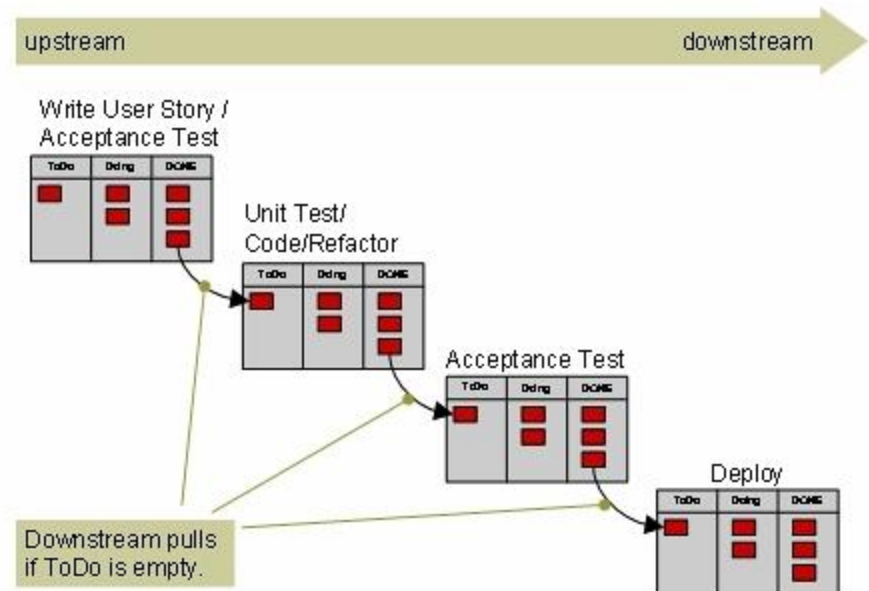 upstream downstream
Write User Story /
Acceptance Test
ToDo Doing DONE
Unit Test/
Code/Refactor
ToDo Doing DONE
Acceptance Test
ToDo Doing DONE
Deploy
ToDo Doing DONE
Downstream pulls
if ToDo is empty.